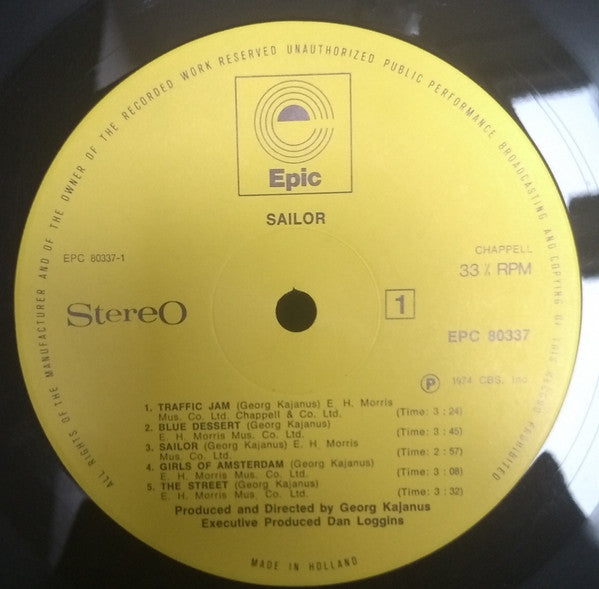 ALL RIGHTS OF THE MANUFACTURER AND OF THE OWNER OF THE RECORDED WORK RESERVED UNAUTHORIZED PUBLIC PERFORMANCE BROADCASTING AND COPYING OF THIS RECORD PROHIBITED
Epic
SAILOR
EPC 80337-1
CHAPPELL
33⅓ RPM
Stereo
1
EPC 80337
Ⓟ 1974 CBS, Inc
1. TRAFFIC JAM (Georg Kajanus) E. H. Morris
Mus. Co. Ltd. Chappell & Co. Ltd. (Time: 3 : 24)
2. BLUE DESSERT (Georg Kajanus)
E. H. Morris Mus. Co. Ltd. (Time: 3 : 45)
3. SAILOR (Georg Kajanus) E. H. Morris
Mus. Co. Ltd. (Time: 2 : 57)
4. GIRLS OF AMSTERDAM (Georg Kajanus)
E. H. Morris Mus. Co. Ltd. (Time: 3 : 08)
5. THE STREET (Georg Kajanus)
E. H. Morris Mus. Co. Ltd. (Time: 3 : 32)
Produced and Directed by Georg Kajanus
Executive Produced Dan Loggins
MADE IN HOLLAND